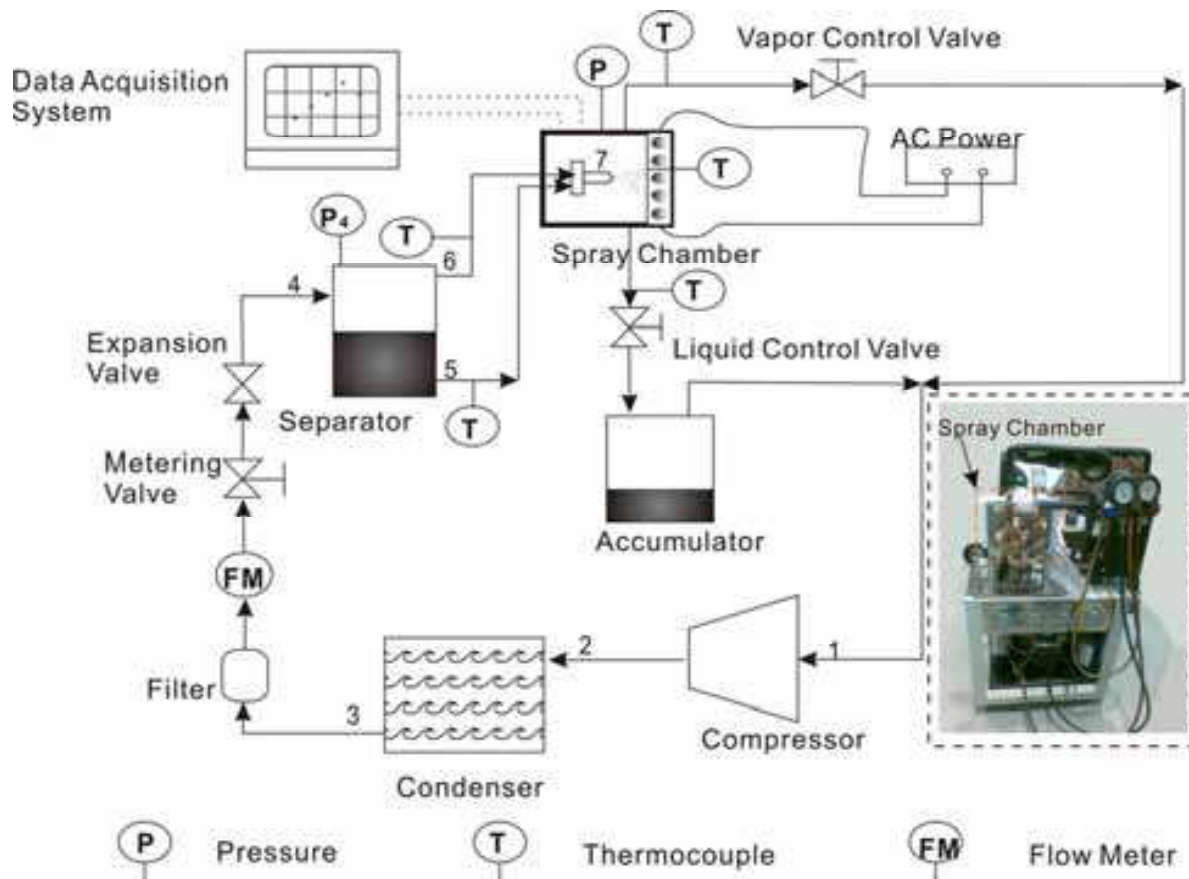 T
Vapor Control Valve
P
Data Acquisition
System
AC Power
7
T
P4
T
6
Spray Chamber
4
T
Expansion
Valve
5
Liquid Control Valve
Separator
T
Spray Chamber
Metering
Valve
Accumulator
FM
2
1
Filter
3
Compressor
Condenser
P Pressure
T Thermocouple
FM Flow Meter